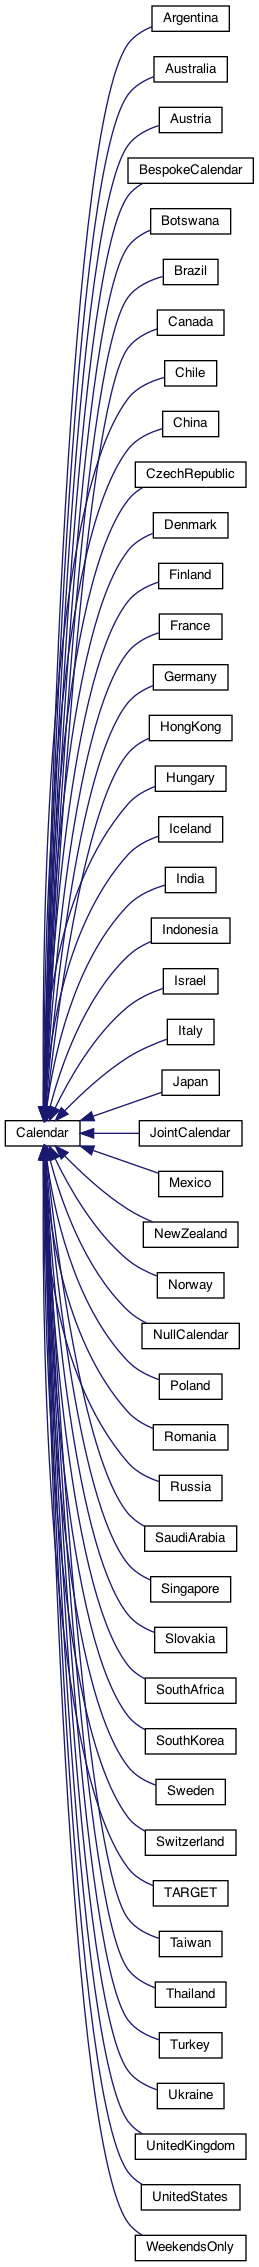 Argentina
Australia
Austria
BespokeCalendar
Botswana
Brazil
Canada
Chile
China
CzechRepublic
Denmark
Finland
France
Germany
HongKong
Hungary
Iceland
India
Indonesia
Israel
Italy
Japan
Calendar
JointCalendar
Mexico
NewZealand
Norway
NullCalendar
Poland
Romania
Russia
SaudiArabia
Singapore
Slovakia
SouthAfrica
SouthKorea
Sweden
Switzerland
TARGET
Taiwan
Thailand
Turkey
Ukraine
UnitedKingdom
UnitedStates
WeekendsOnly